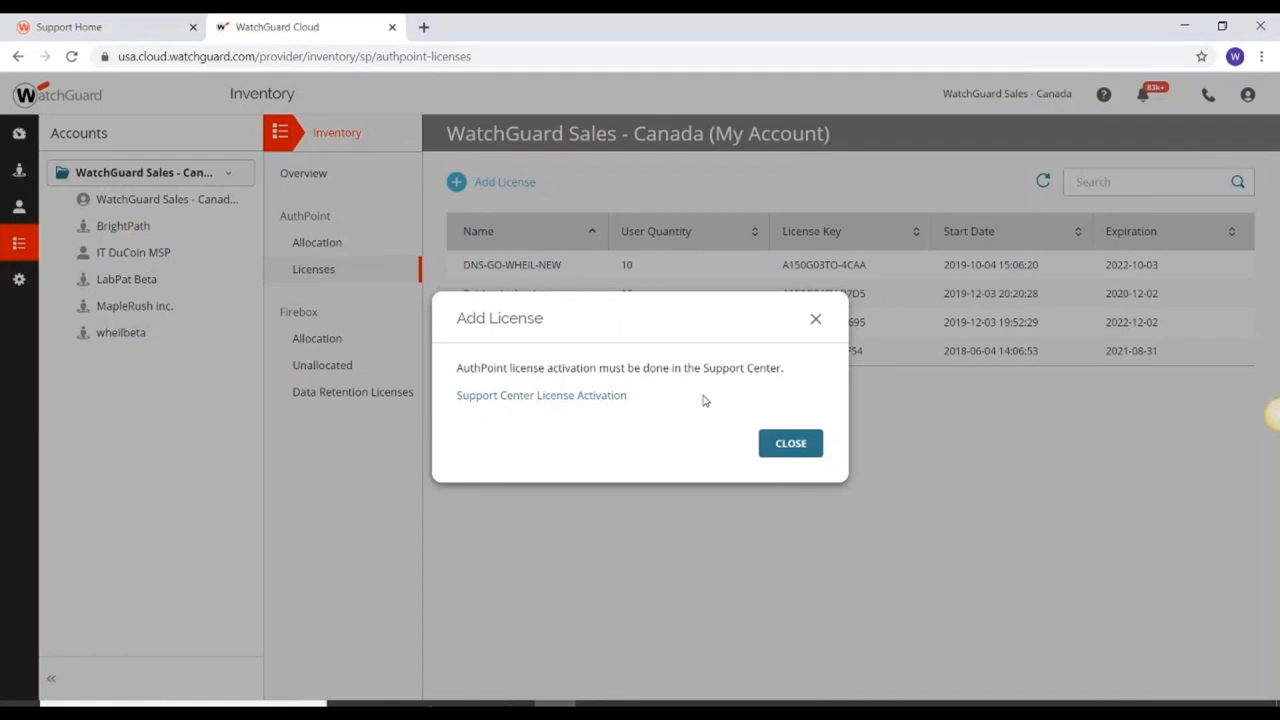 Support Home
WatchGuard Cloud
usa.cloud.watchguard.com/provider/inventory/sp/authpoint-licenses
W
WatchGuard
Inventory
WatchGuard Sales - Canada
83k+
Accounts
Inventory
WatchGuard Sales - Canada (My Account)
WatchGuard Sales - Can...
WatchGuard Sales - Canad...
BrightPath
IT DuCoin MSP
LabPat Beta
MapleRush inc.
wheilbeta
Overview
AuthPoint
Allocation
Licenses
Firebox
Allocation
Unallocated
Data Retention Licenses
Add License
Search
Name User Quantity License Key Start Date Expiration
DNS-GO-WHEIL-NEW 10 A150G03TO-4CAA 2019-10-04 15:06:20 2022-10-03
2019-12-03 20:20:28 2020-12-02
695 2019-12-03 19:52:29 2022-12-02
F54 2018-06-04 14:06:53 2021-08-31
Add License
AuthPoint license activation must be done in the Support Center.
Support Center License Activation
CLOSE